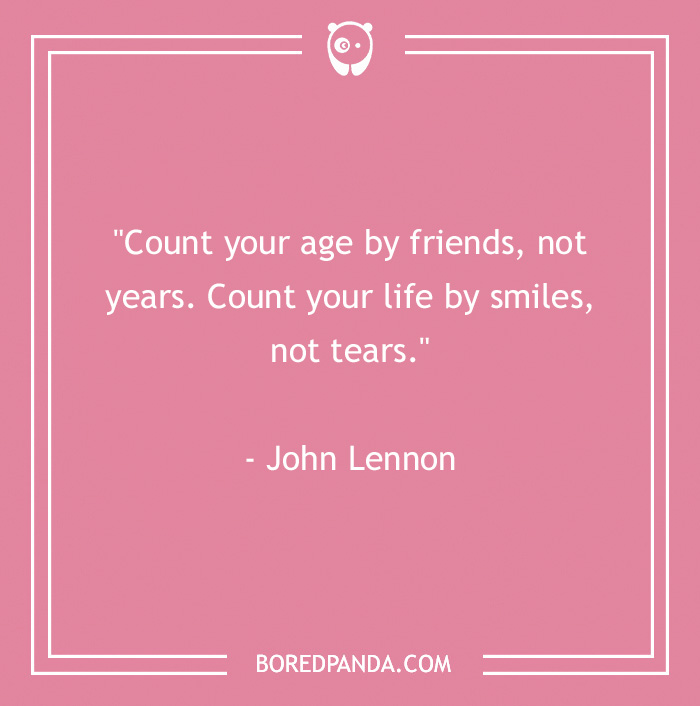 "Count your age by friends, not
years. Count your life by smiles,
not tears."
- John Lennon
BOREDPANDA.COM